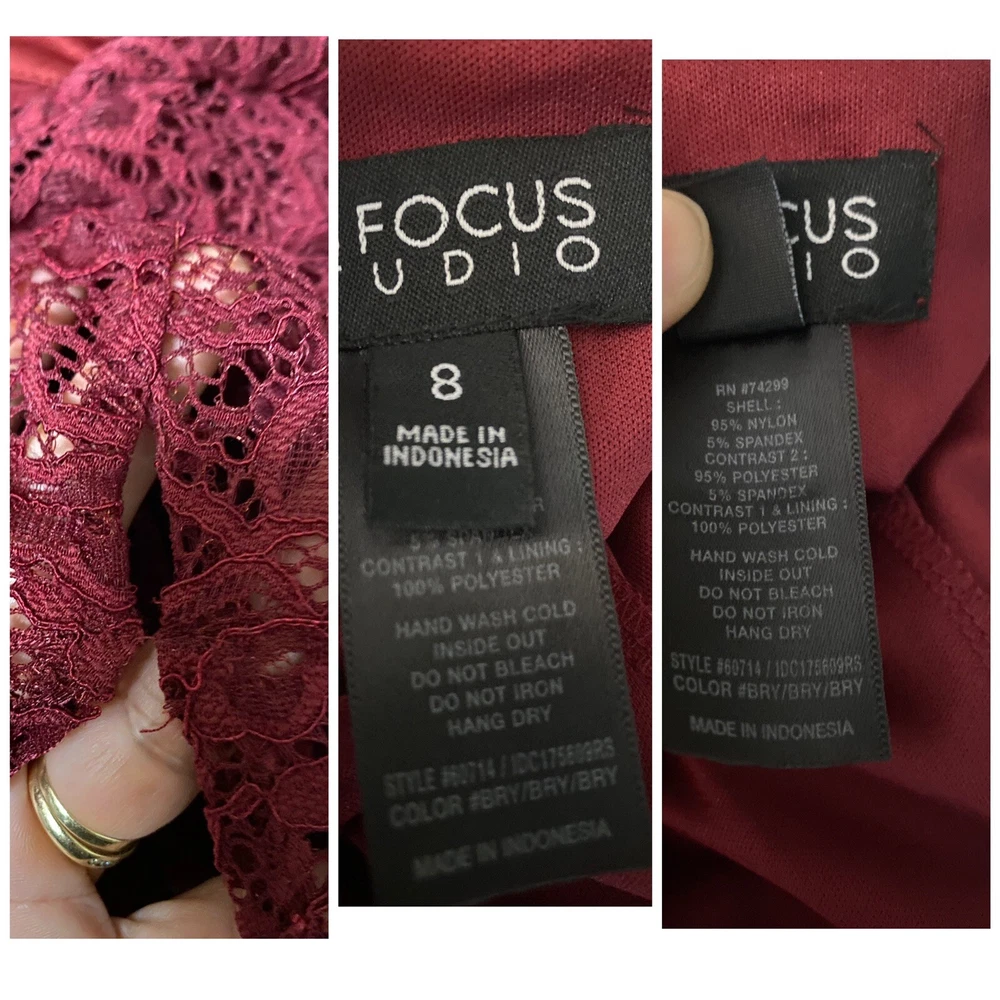 FOCUS
UDIO
8
MADE IN
INDONESIA
CONTRAST 1 & LINING :
100% POLYESTER
HAND WASH COLD
INSIDE OUT
DO NOT BLEACH
DO NOT IRON
HANG DRY
STYLE #60714 / IDC175609RS
COLOR #BRY/BRY/BRY
MADE IN INDONESIA
CUS
IO
RN #74299
SHELL :
95% NYLON
5% SPANDEX
CONTRAST 2 :
95% POLYESTER
5% SPANDEX
CONTRAST 1 & LINING :
100% POLYESTER
HAND WASH COLD
INSIDE OUT
DO NOT BLEACH
DO NOT IRON
HANG DRY
STYLE #60714 / IDC175609RS
COLOR #BRY/BRY/BRY
MADE IN INDONESIA